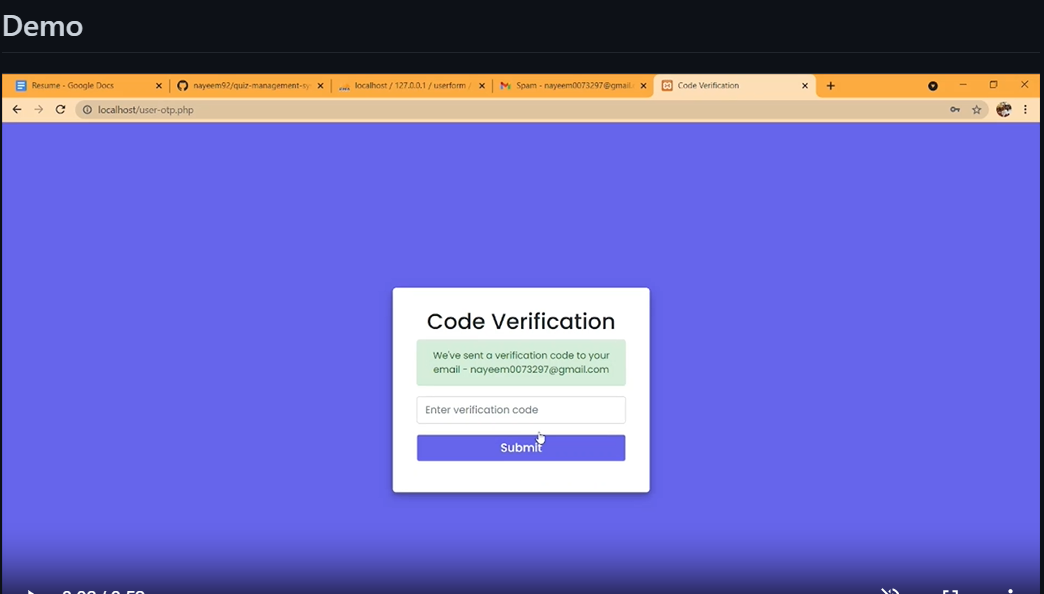 Demo
Resume - Google Docs
nayeem92/quiz-management-sy
localhost / 127.0.0.1 / userform /
Spam - nayeem0073297@gmail.
Code Verification
localhost/user-otp.php
Code Verification
We've sent a verification code to your
email - nayeem0073297@gmail.com
Enter verification code
Submit